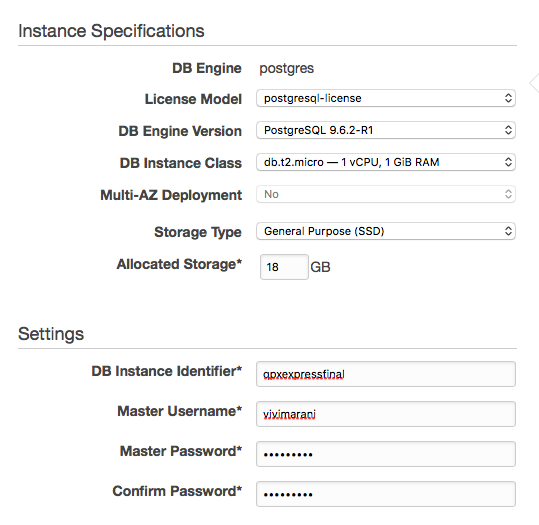 Instance Specifications
DB Engine postgres
License Model postgresql-license
DB Engine Version PostgreSQL 9.6.2-R1
DB Instance Class db.t2.micro — 1 vCPU, 1 GiB RAM
Multi-AZ Deployment No
Storage Type General Purpose (SSD)
Allocated Storage* 18 GB
Settings
DB Instance Identifier* qpxexpressfinal
Master Username* vivimarani
Master Password* •••••••••
Confirm Password* •••••••••